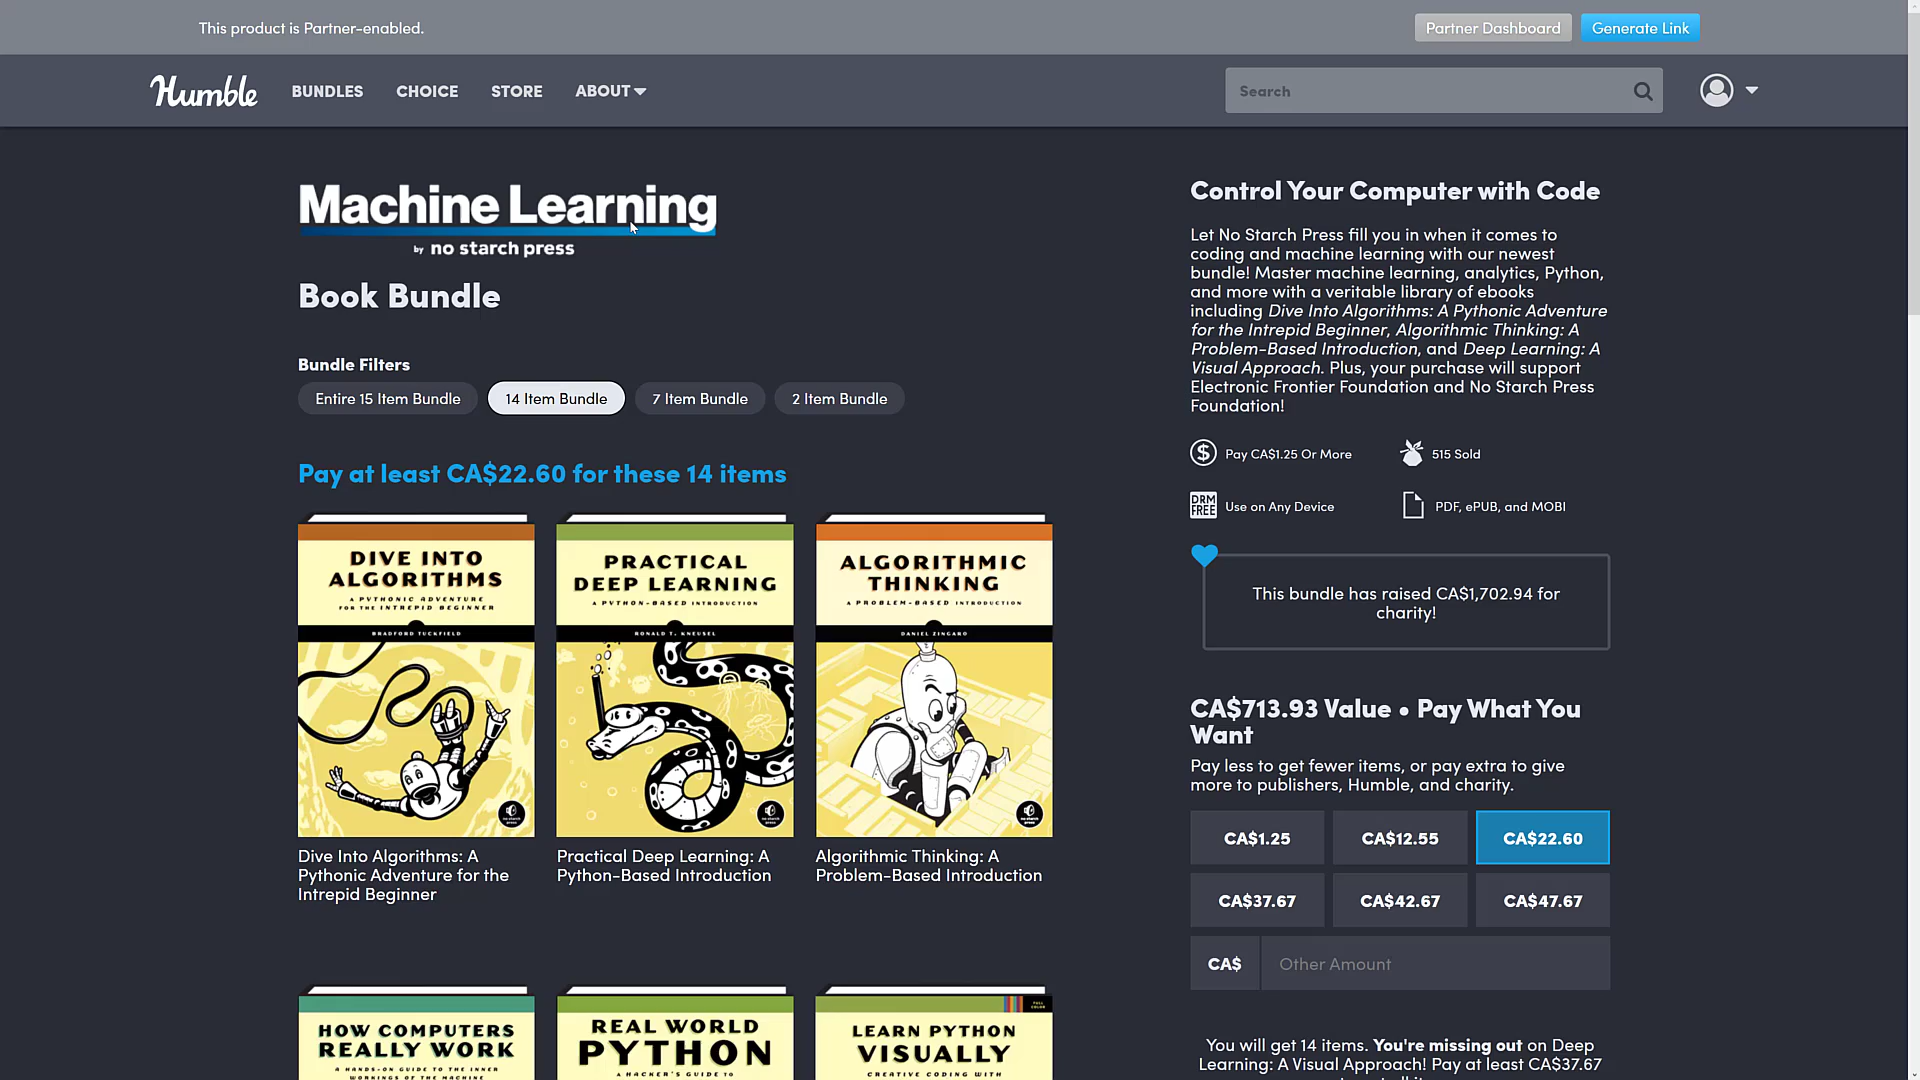 This product is Partner-enabled.
Partner Dashboard
Generate Link
Humble
BUNDLES
CHOICE
STORE
ABOUT
Search
Machine Learning
by no starch press
Book Bundle
Bundle Filters
Entire 15 Item Bundle
14 Item Bundle
7 Item Bundle
2 Item Bundle
Pay at least CA$22.60 for these 14 items
DIVE INTO
ALGORITHMS
A PYTHONIC ADVENTURE
FOR THE INTREPID BEGINNER
BRADFORD TUCKFIELD
Dive Into Algorithms: A
Pythonic Adventure for the
Intrepid Beginner
PRACTICAL
DEEP LEARNING
A PYTHON-BASED INTRODUCTION
RONALD T. KNEUSEL
Practical Deep Learning: A
Python-Based Introduction
ALGORITHMIC
THINKING
A PROBLEM-BASED INTRODUCTION
DANIEL ZINGARO
Algorithmic Thinking: A
Problem-Based Introduction
HOW COMPUTERS
REALLY WORK
A HANDS-ON GUIDE TO THE INNER
WORKINGS OF THE MACHINE
REAL WORLD
PYTHON
A HACKER'S GUIDE TO
FULL
COLOR
LEARN PYTHON
VISUALLY
CREATIVE CODING WITH
Control Your Computer with Code
Let No Starch Press fill you in when it comes to
coding and machine learning with our newest
bundle! Master machine learning, analytics, Python,
and more with a veritable library of ebooks
including Dive Into Algorithms: A Pythonic Adventure
for the Intrepid Beginner, Algorithmic Thinking: A
Problem-Based Introduction, and Deep Learning: A
Visual Approach. Plus, your purchase will support
Electronic Frontier Foundation and No Starch Press
Foundation!
Pay CA$1.25 Or More
515 Sold
DRM
FREE
Use on Any Device
PDF, ePUB, and MOBI
This bundle has raised CA$1,702.94 for
charity!
CA$713.93 Value • Pay What You
Want
Pay less to get fewer items, or pay extra to give
more to publishers, Humble, and charity.
CA$1.25
CA$12.55
CA$22.60
CA$37.67
CA$42.67
CA$47.67
CA$
Other Amount
You will get 14 items. You're missing out on Deep
Learning: A Visual Approach! Pay at least CA$37.67